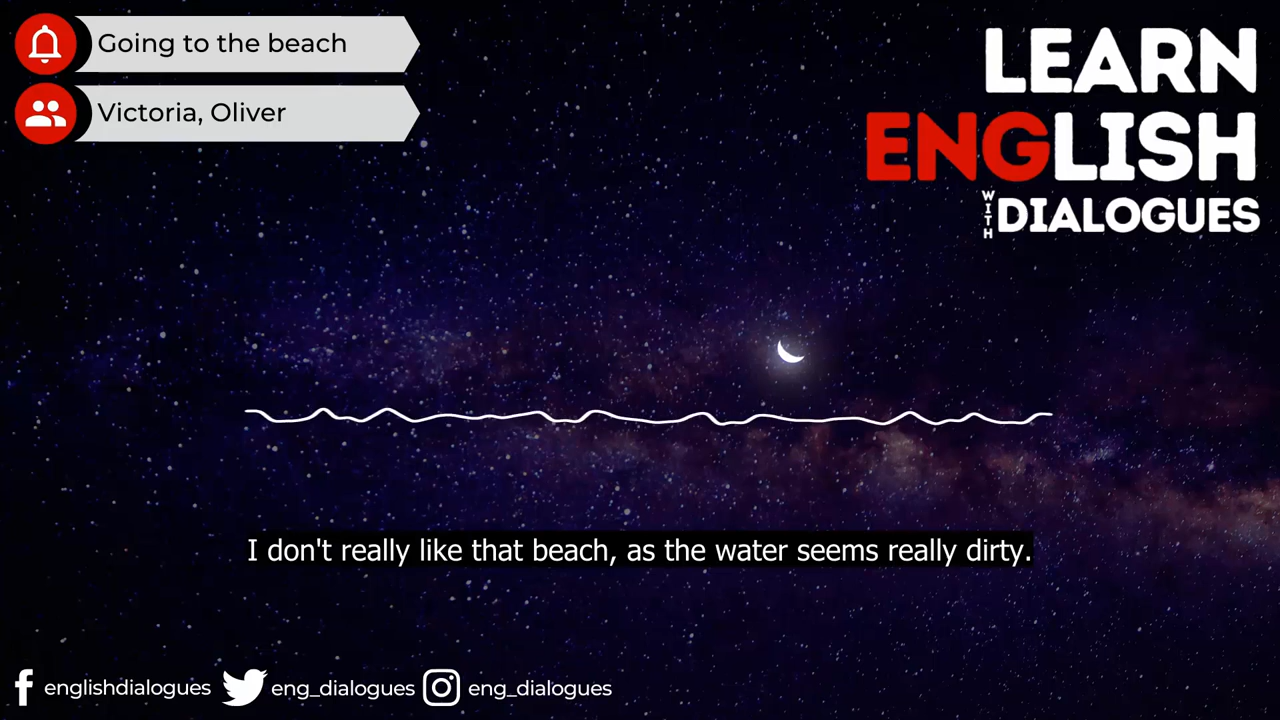 Going to the beach
Victoria, Oliver
LEARN
ENGLISH
WITH DIALOGUES
I don't really like that beach, as the water seems really dirty.
englishdialogues eng_dialogues eng_dialogues